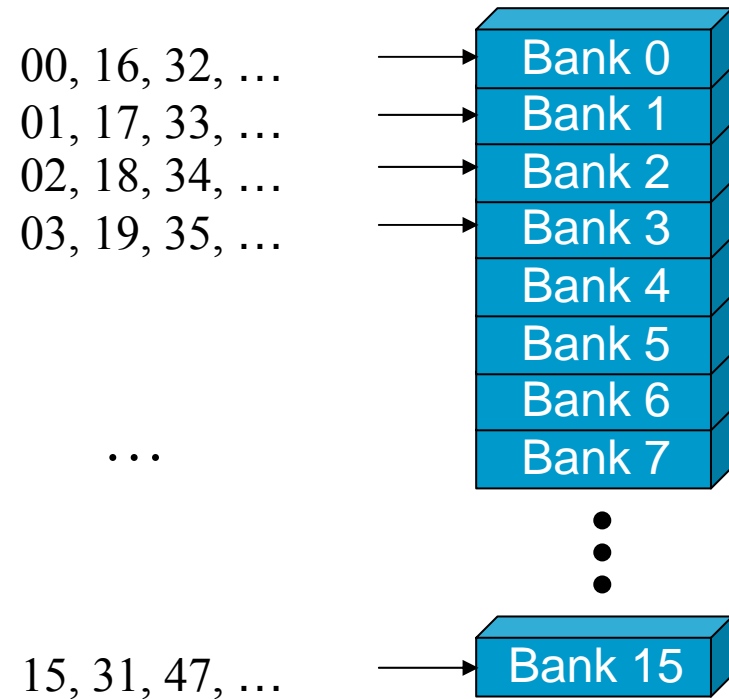 00, 16, 32, … Bank 0
01, 17, 33, … Bank 1
02, 18, 34, … Bank 2
03, 19, 35, … Bank 3
Bank 4
Bank 5
Bank 6
… Bank 7
15, 31, 47, … Bank 15